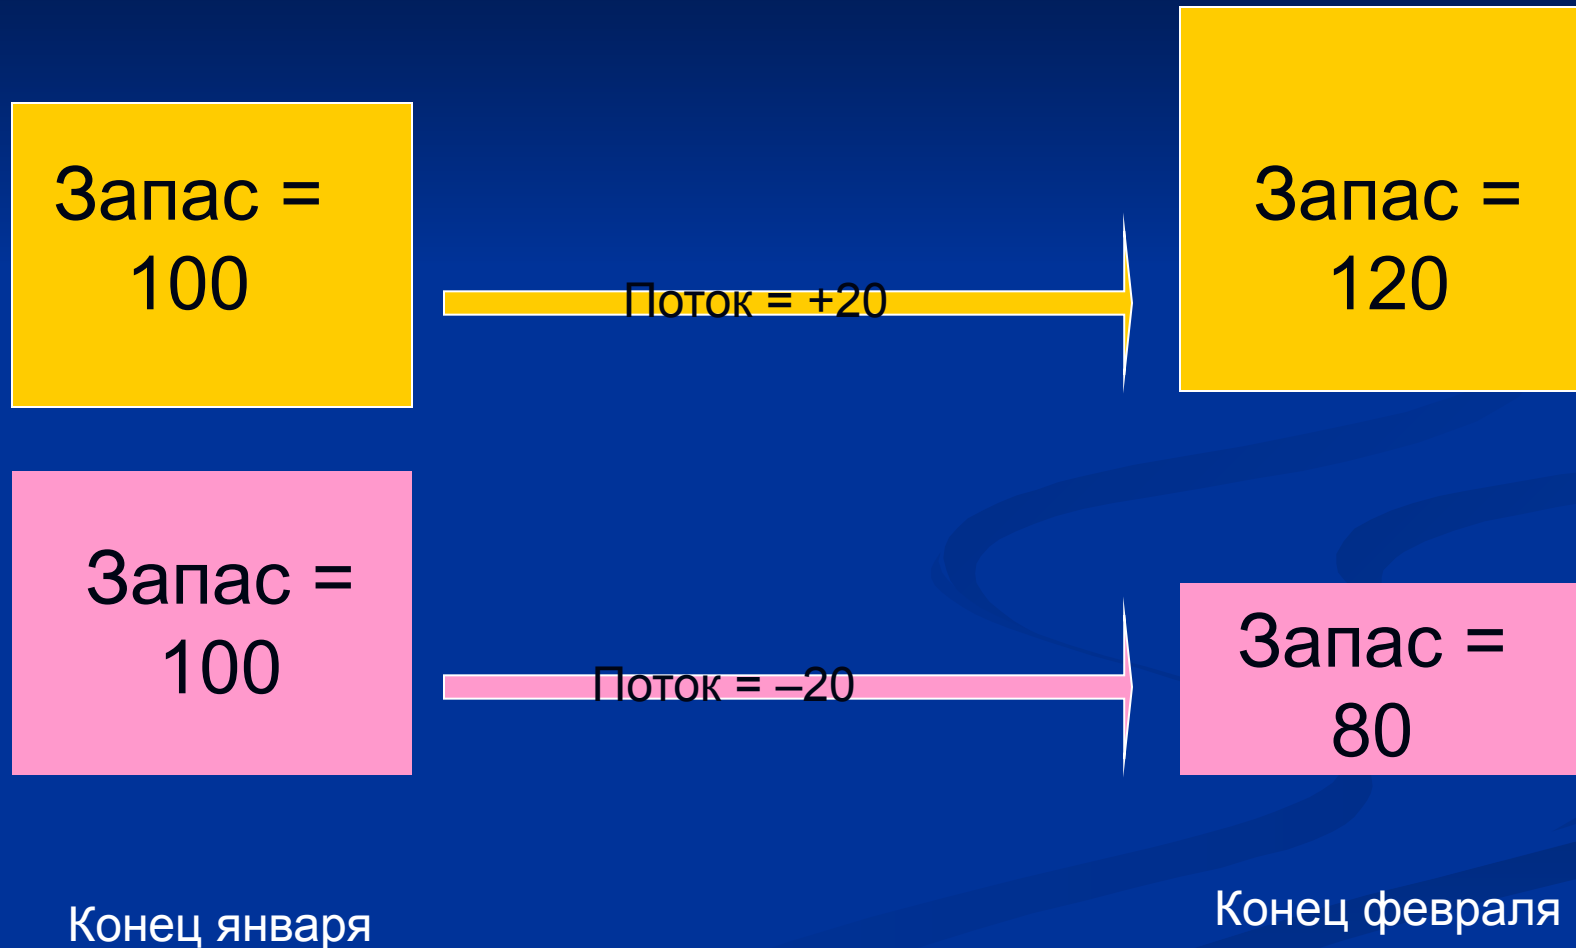 Запас =
100
Поток = +20
Запас =
120
Запас =
100
Поток = –20
Запас =
80
Конец января
Конец февраля